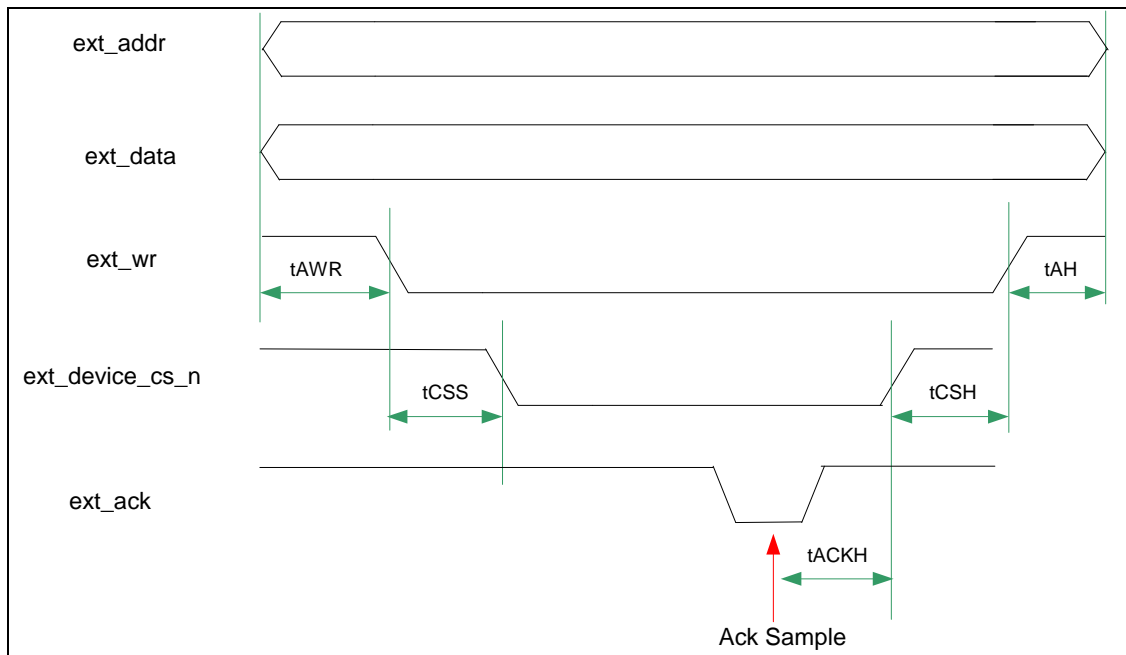 ext_addr
ext_data
ext_wr
tAWR
tAH
ext_device_cs_n
tCSS
tCSH
ext_ack
tACKH
Ack Sample